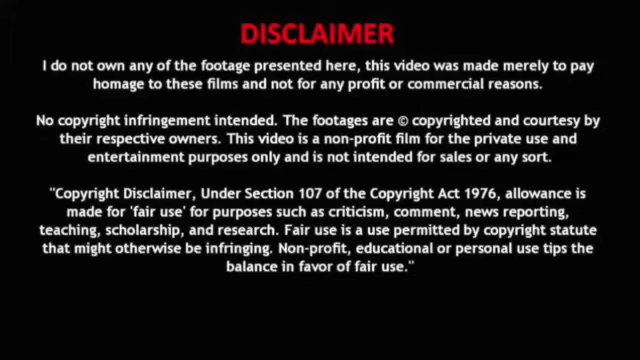 DISCLAIMER
I do not own any of the footage presented here, this video was made merely to pay
homage to these films and not for any profit or commercial reasons.
No copyright infringement intended. The footages are © copyrighted and courtesy by
their respective owners. This video is a non-profit film for the private use and
entertainment purposes only and is not intended for sales or any sort.
"Copyright Disclaimer, Under Section 107 of the Copyright Act 1976, allowance is
made for 'fair use' for purposes such as criticism, comment, news reporting,
teaching, scholarship, and research. Fair use is a use permitted by copyright statute
that might otherwise be infringing. Non-profit, educational or personal use tips the
balance in favor of fair use."